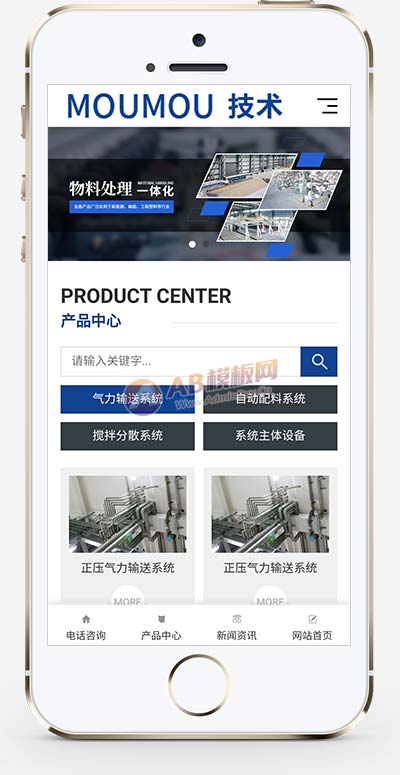 MOUMOU 技术
物料处理 MATERIAL HANDLING 一体化
PRODUCT CENTER
产品中心
请输入关键字...
AB模板网
气力输送系统
自动配料系统
搅拌分散系统
系统主体设备
正压气力输送系统
正压气力输送系统
MORE
MORE
电话咨询
产品中心
新闻资讯
网站首页